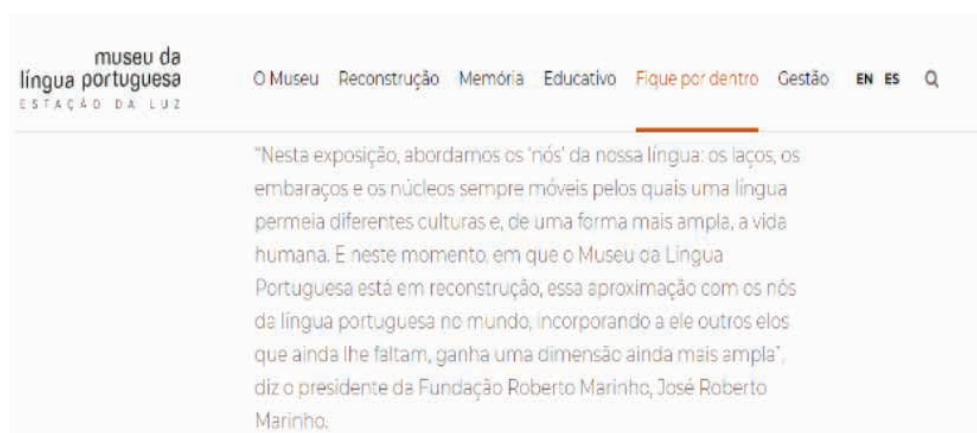 museu da
língua portuguesa
ESTAÇÃO DA LUZ
O Museu Reconstrução Memória Educativo Fique por dentro Gestão EN ES
"Nesta exposição, abordamos os 'nós' da nossa língua: os laços, os
embaraços e os núcleos sempre móveis pelos quais uma língua
permeia diferentes culturas e, de uma forma mais ampla, a vida
humana. E neste momento, em que o Museu da Língua
Portuguesa está em reconstrução, essa aproximação com os nós
da língua portuguesa no mundo, incorporando a ele outros elos
que ainda lhe faltam, ganha uma dimensão ainda mais ampla",
diz o presidente da Fundação Roberto Marinho, José Roberto
Marinho.